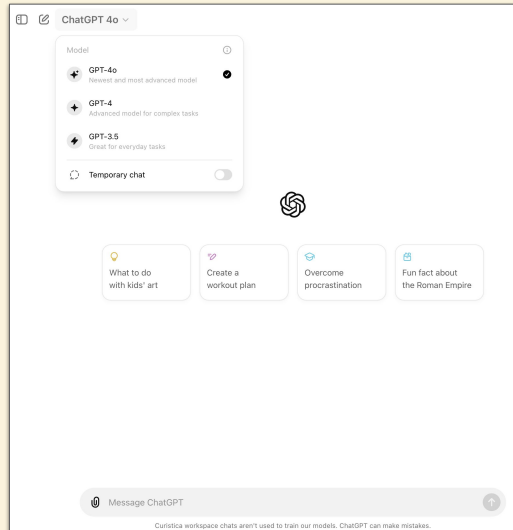 ChatGPT 4o
Model
GPT-4o
Newest and most advanced model
GPT-4
Advanced model for complex tasks
GPT-3.5
Great for everyday tasks
Temporary chat
What to do
with kids' art
Create a
workout plan
Overcome
procrastination
Fun fact about
the Roman Empire
Message ChatGPT
Curistica workspace chats aren't used to train our models. ChatGPT can make mistakes.